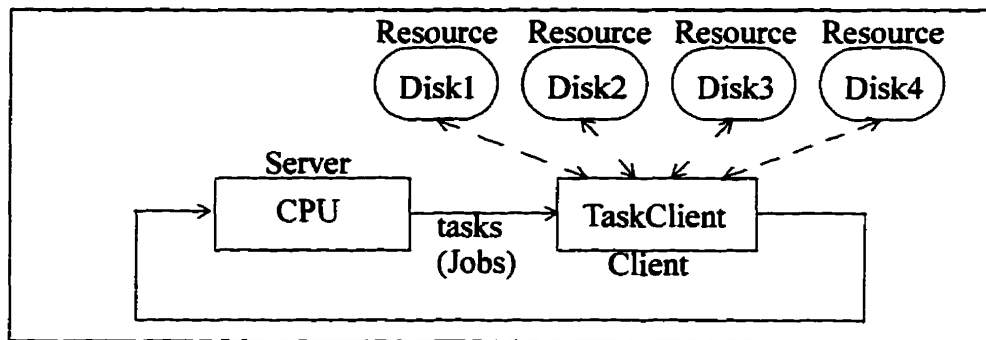 Resource Resource Resource Resource
Disk1 Disk2 Disk3 Disk4
Server
CPU
tasks
(Jobs)
TaskClient
Client